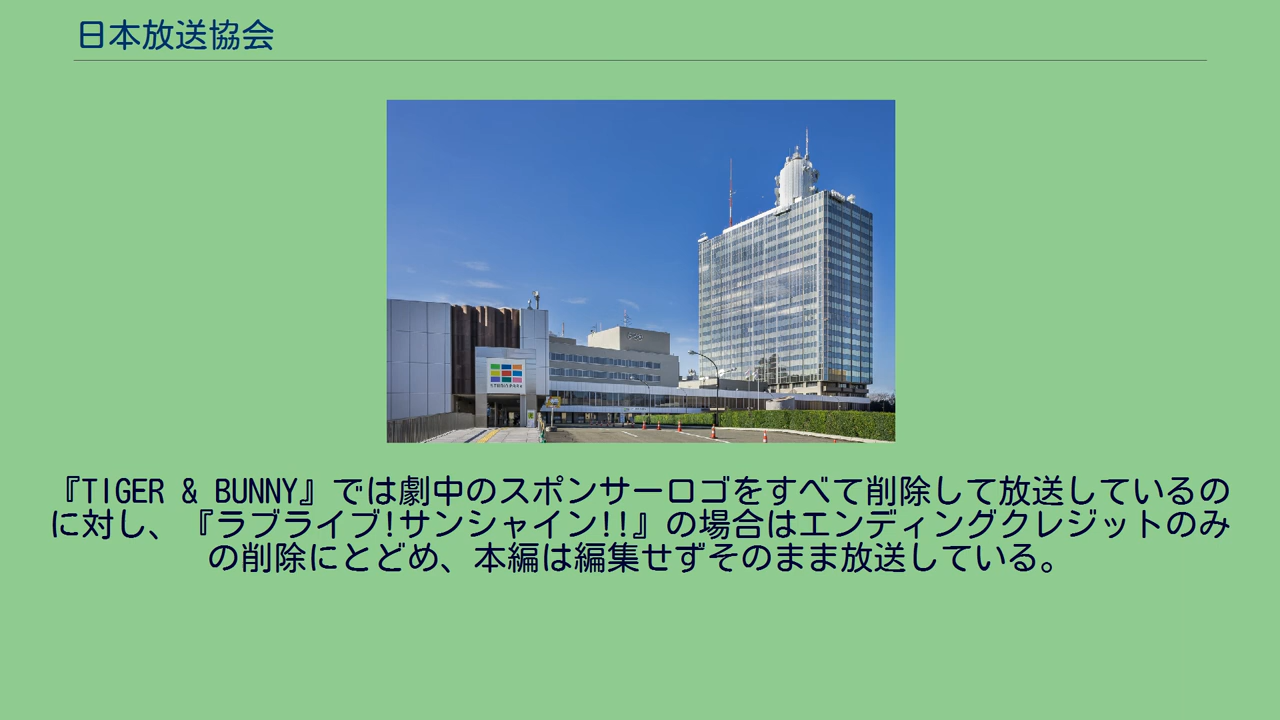 日本放送協会
『TIGER & BUNNY』では劇中のスポンサーロゴをすべて削除して放送しているの
に対し、『ラブライブ!サンシャイン!!』の場合はエンディングクレジットのみ
の削除にとどめ、本編は編集せずそのまま放送している。